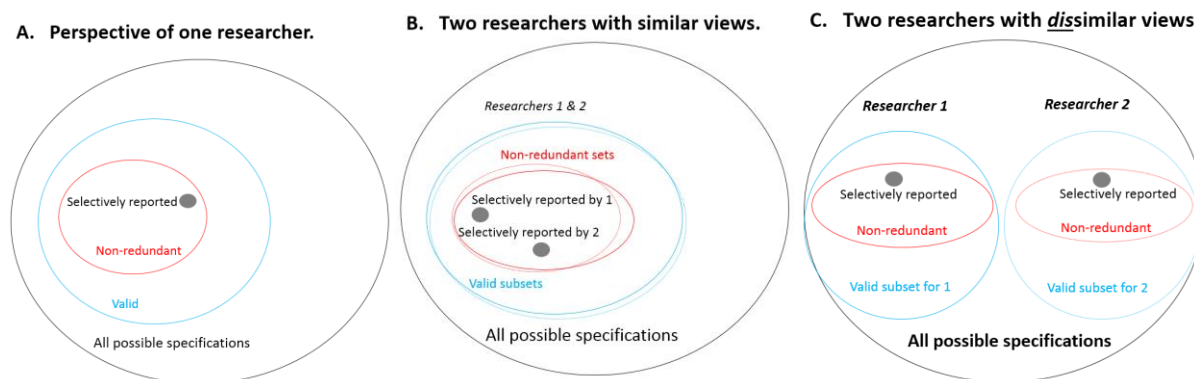 A. Perspective of one researcher.
Selectively reported
Non-redundant
Valid
All possible specifications
B. Two researchers with similar views.
Researchers 1 & 2
Non-redundant sets
Selectively reported by 1
Selectively reported by 2
Valid subsets
All possible specifications
C. Two researchers with dissimilar views
Researcher 1
Researcher 2
Selectively reported
Selectively reported
Non-redundant
Non-redundant
Valid subset for 1
Valid subset for 2
All possible specifications